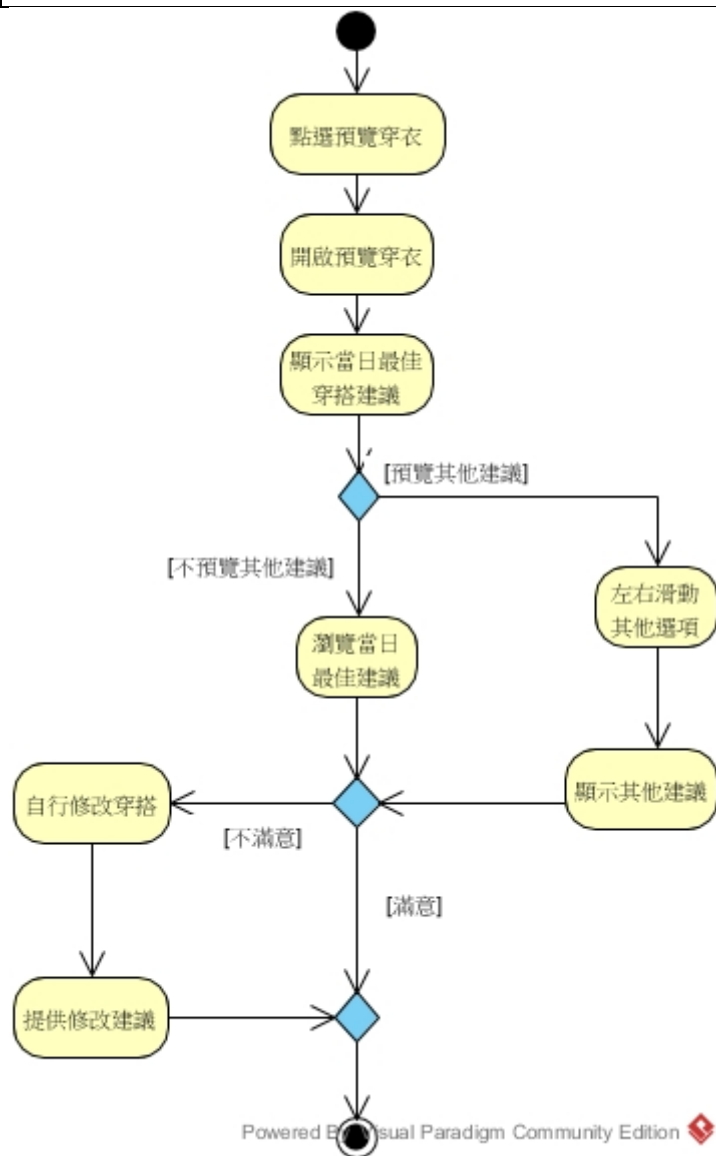 點選預覽穿衣
開啟預覽穿衣
顯示當日最佳
穿搭建議
[預覽其他建議]
[不預覽其他建議]
左右滑動
其他選項
瀏覽當日
最佳建議
顯示其他建議
自行修改穿搭
[不滿意]
[滿意]
提供修改建議
Powered By Visual Paradigm Community Edition